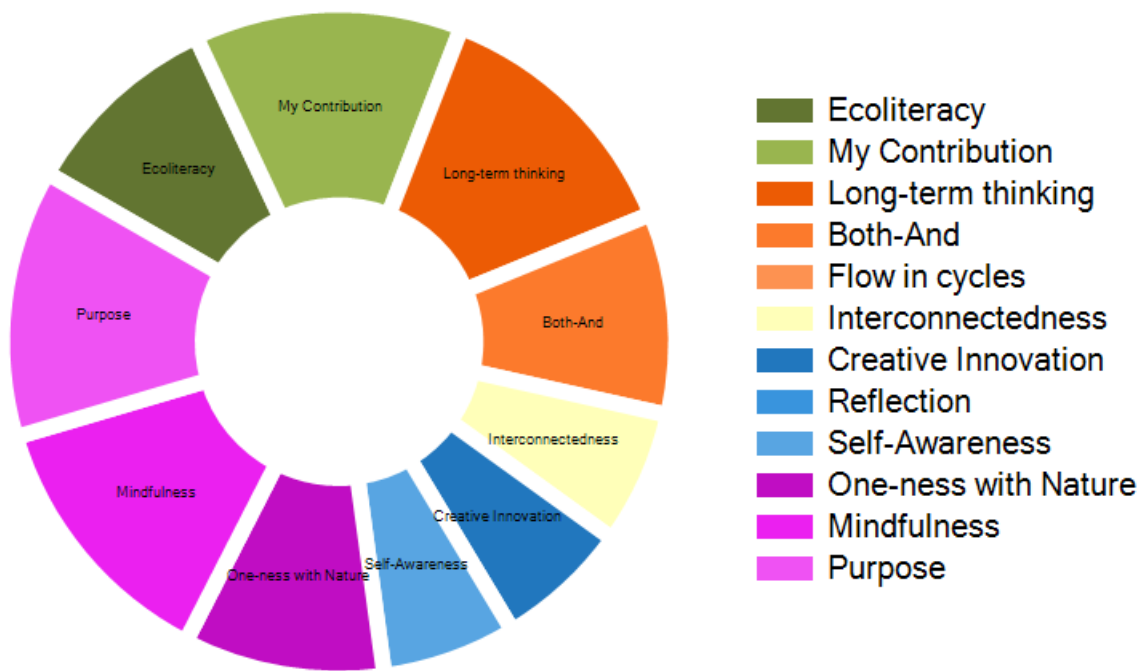 My Contribution
Ecoliteracy
Long-term thinking
Purpose
Both-And
Interconnectedness
Mindfulness
Creative Innovation
Self-Awareness
One-ness with Nature
Ecoliteracy
My Contribution
Long-term thinking
Both-And
Flow in cycles
Interconnectedness
Creative Innovation
Reflection
Self-Awareness
One-ness with Nature
Mindfulness
Purpose